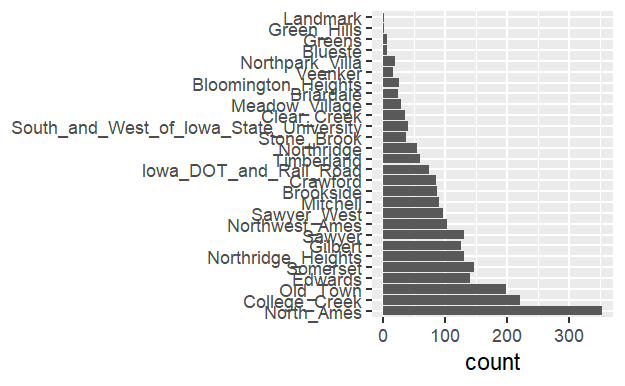 Landmark
Green_Hills
Greens
Blueste
Northpark_Villa
Veenker
Bloomington_Heights
Briardale
Meadow_Village
Clear_Creek
South_and_West_of_Iowa_State_University
Stone_Brook
Northridge
Timberland
Iowa_DOT_and_Rail_Road
Crawford
Brookside
Mitchell
Sawyer_West
Northwest_Ames
Sawyer
Gilbert
Northridge_Heights
Somerset
Edwards
Old_Town
College_Creek
North_Ames
0 100 200 300
count